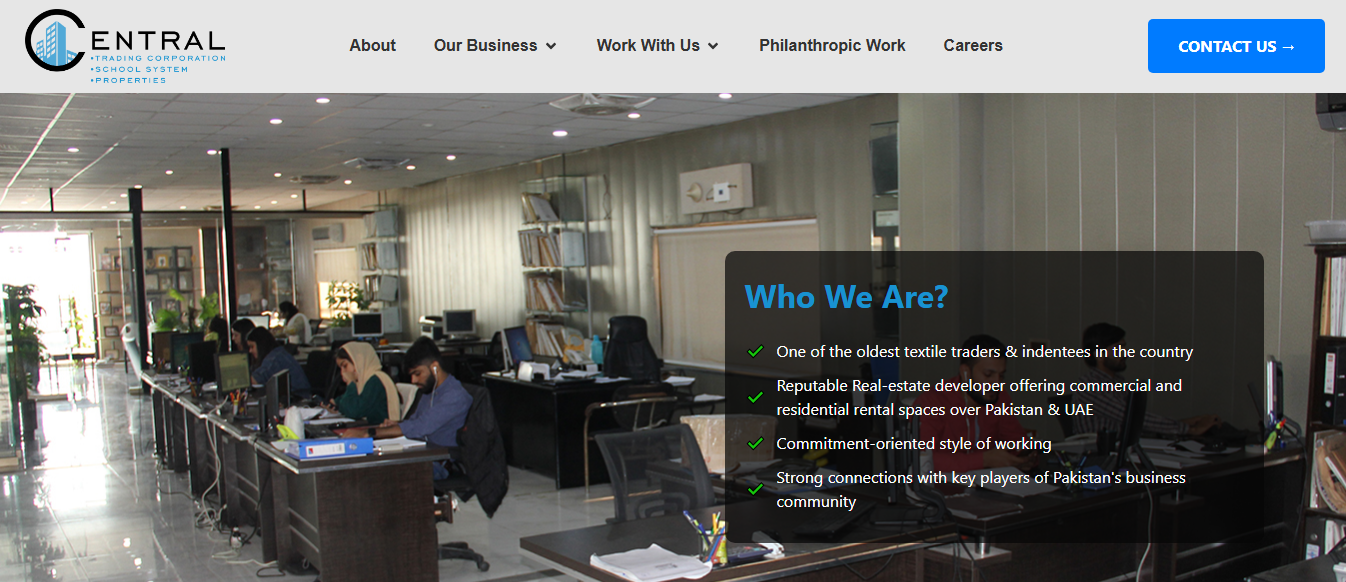 CENTRAL
•TRADING CORPORATION
•SCHOOL SYSTEM
•PROPERTIES
About
Our Business
Work With Us
Philanthropic Work
Careers
CONTACT US →
Who We Are?
One of the oldest textile traders & indentees in the country
Reputable Real-estate developer offering commercial and
residential rental spaces over Pakistan & UAE
Commitment-oriented style of working
Strong connections with key players of Pakistan's business
community